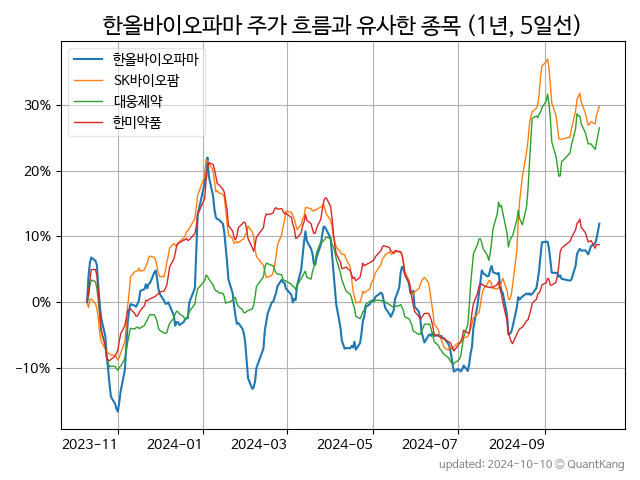 한올바이오파마 주가 흐름과 유사한 종목 (1년, 5일선)
한올바이오파마
SK바이오팜
대웅제약
한미약품
30%
20%
10%
0%
−10%
2023-11 2024-01 2024-03 2024-05 2024-07 2024-09
updated: 2024-10-10 © QuantKang